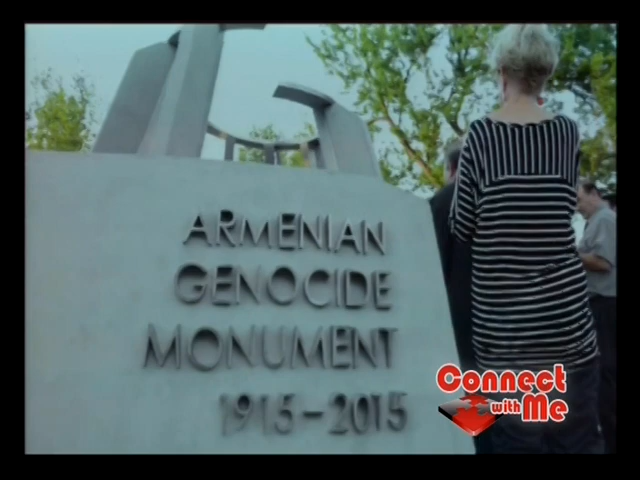 ARMENIAN
GENOCIDE
MONUMENT
1915-2015
Connect
with Me